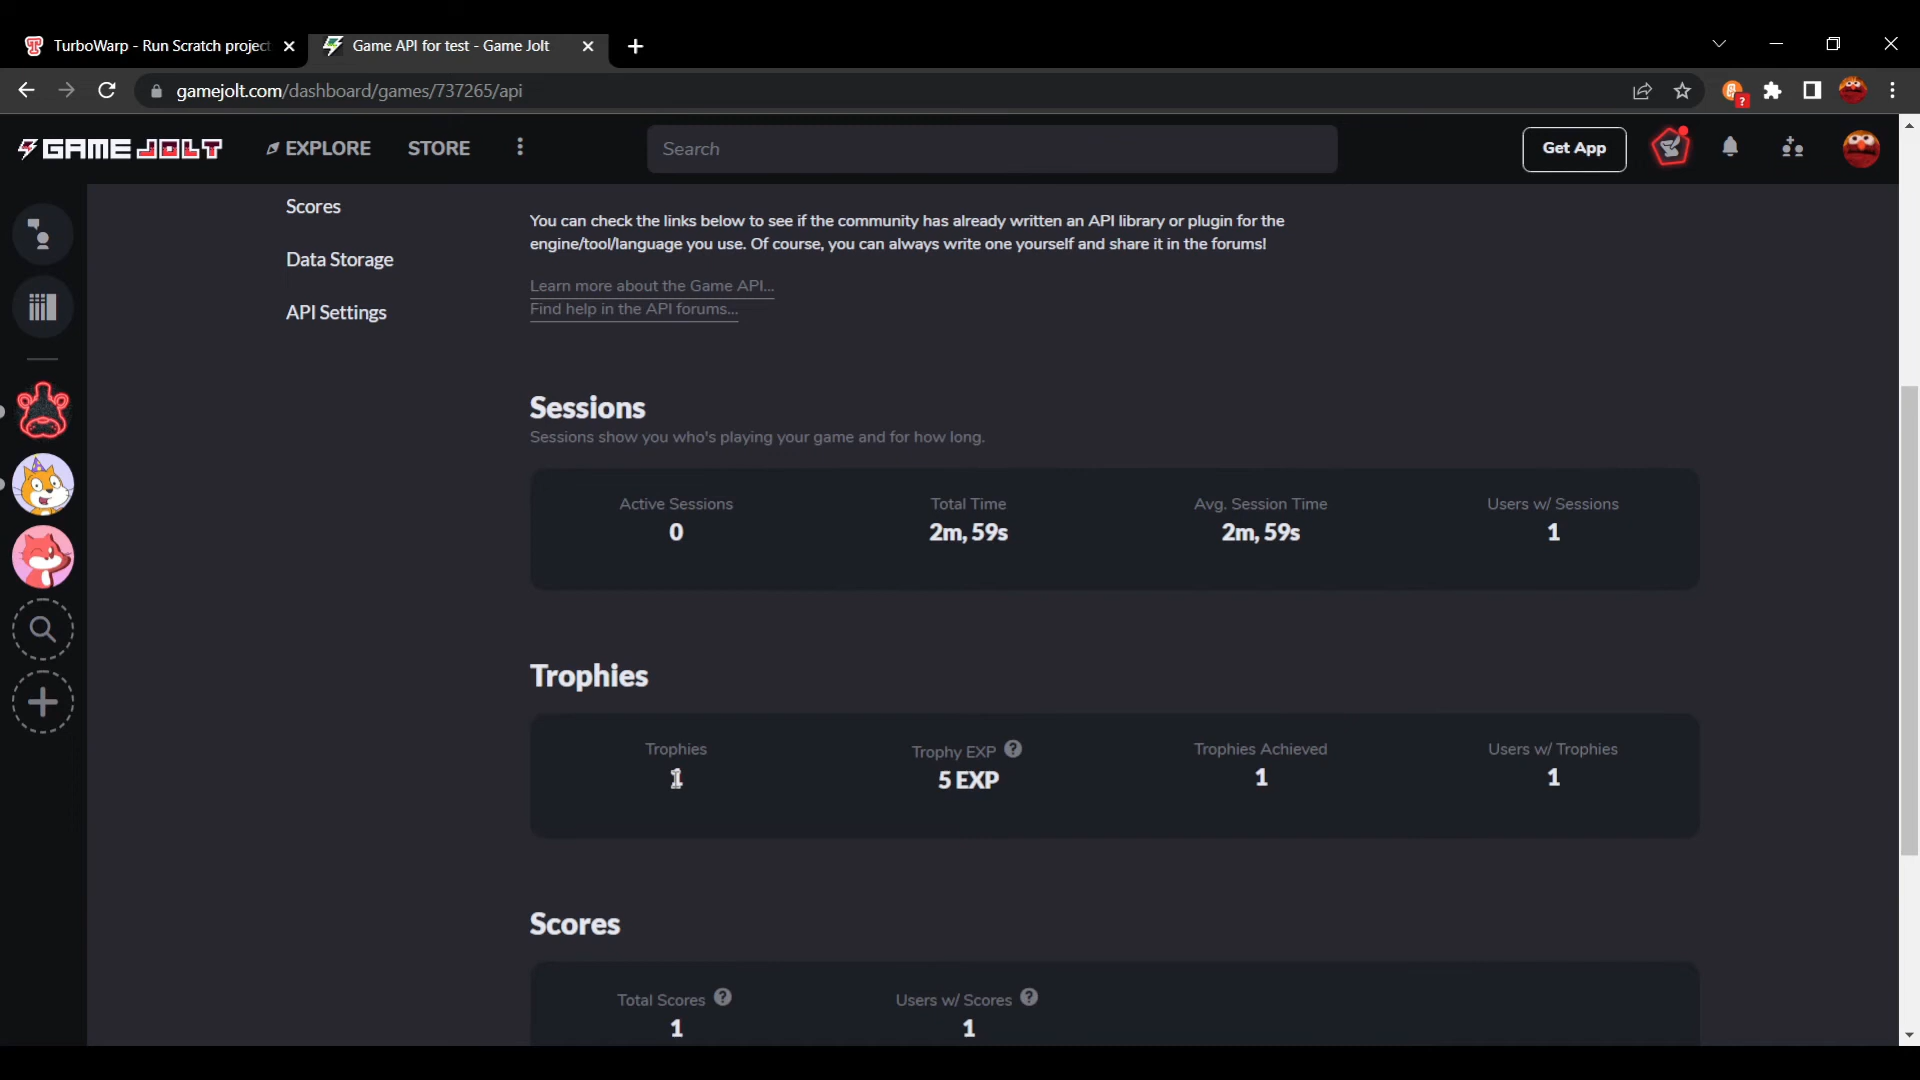 TurboWarp - Run Scratch project
Game API for test - Game Jolt
gamejolt.com/dashboard/games/737265/api
GAME JOLT
EXPLORE
STORE
Search
Get App
Scores
Data Storage
API Settings
You can check the links below to see if the community has already written an API library or plugin for the
engine/tool/language you use. Of course, you can always write one yourself and share it in the forums!
Learn more about the Game API...
Find help in the API forums...
Sessions
Sessions show you who's playing your game and for how long.
Active Sessions
0
Total Time
2m, 59s
Avg. Session Time
2m, 59s
Users w/ Sessions
1
Trophies
Trophies
1
Trophy EXP ?
5 EXP
Trophies Achieved
1
Users w/ Trophies
1
Scores
Total Scores ?
1
Users w/ Scores ?
1